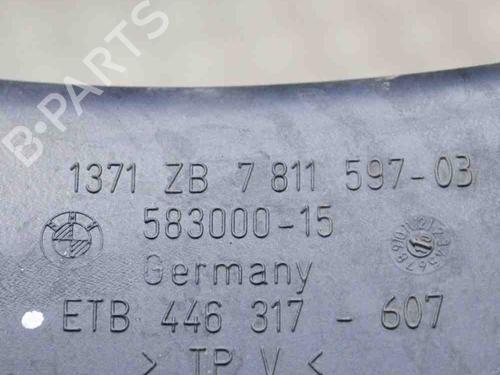 B-PARTS
1371 ZB 7 811 597-03
583000-15
Germany
ETB 446 317 - 607
> TP V <